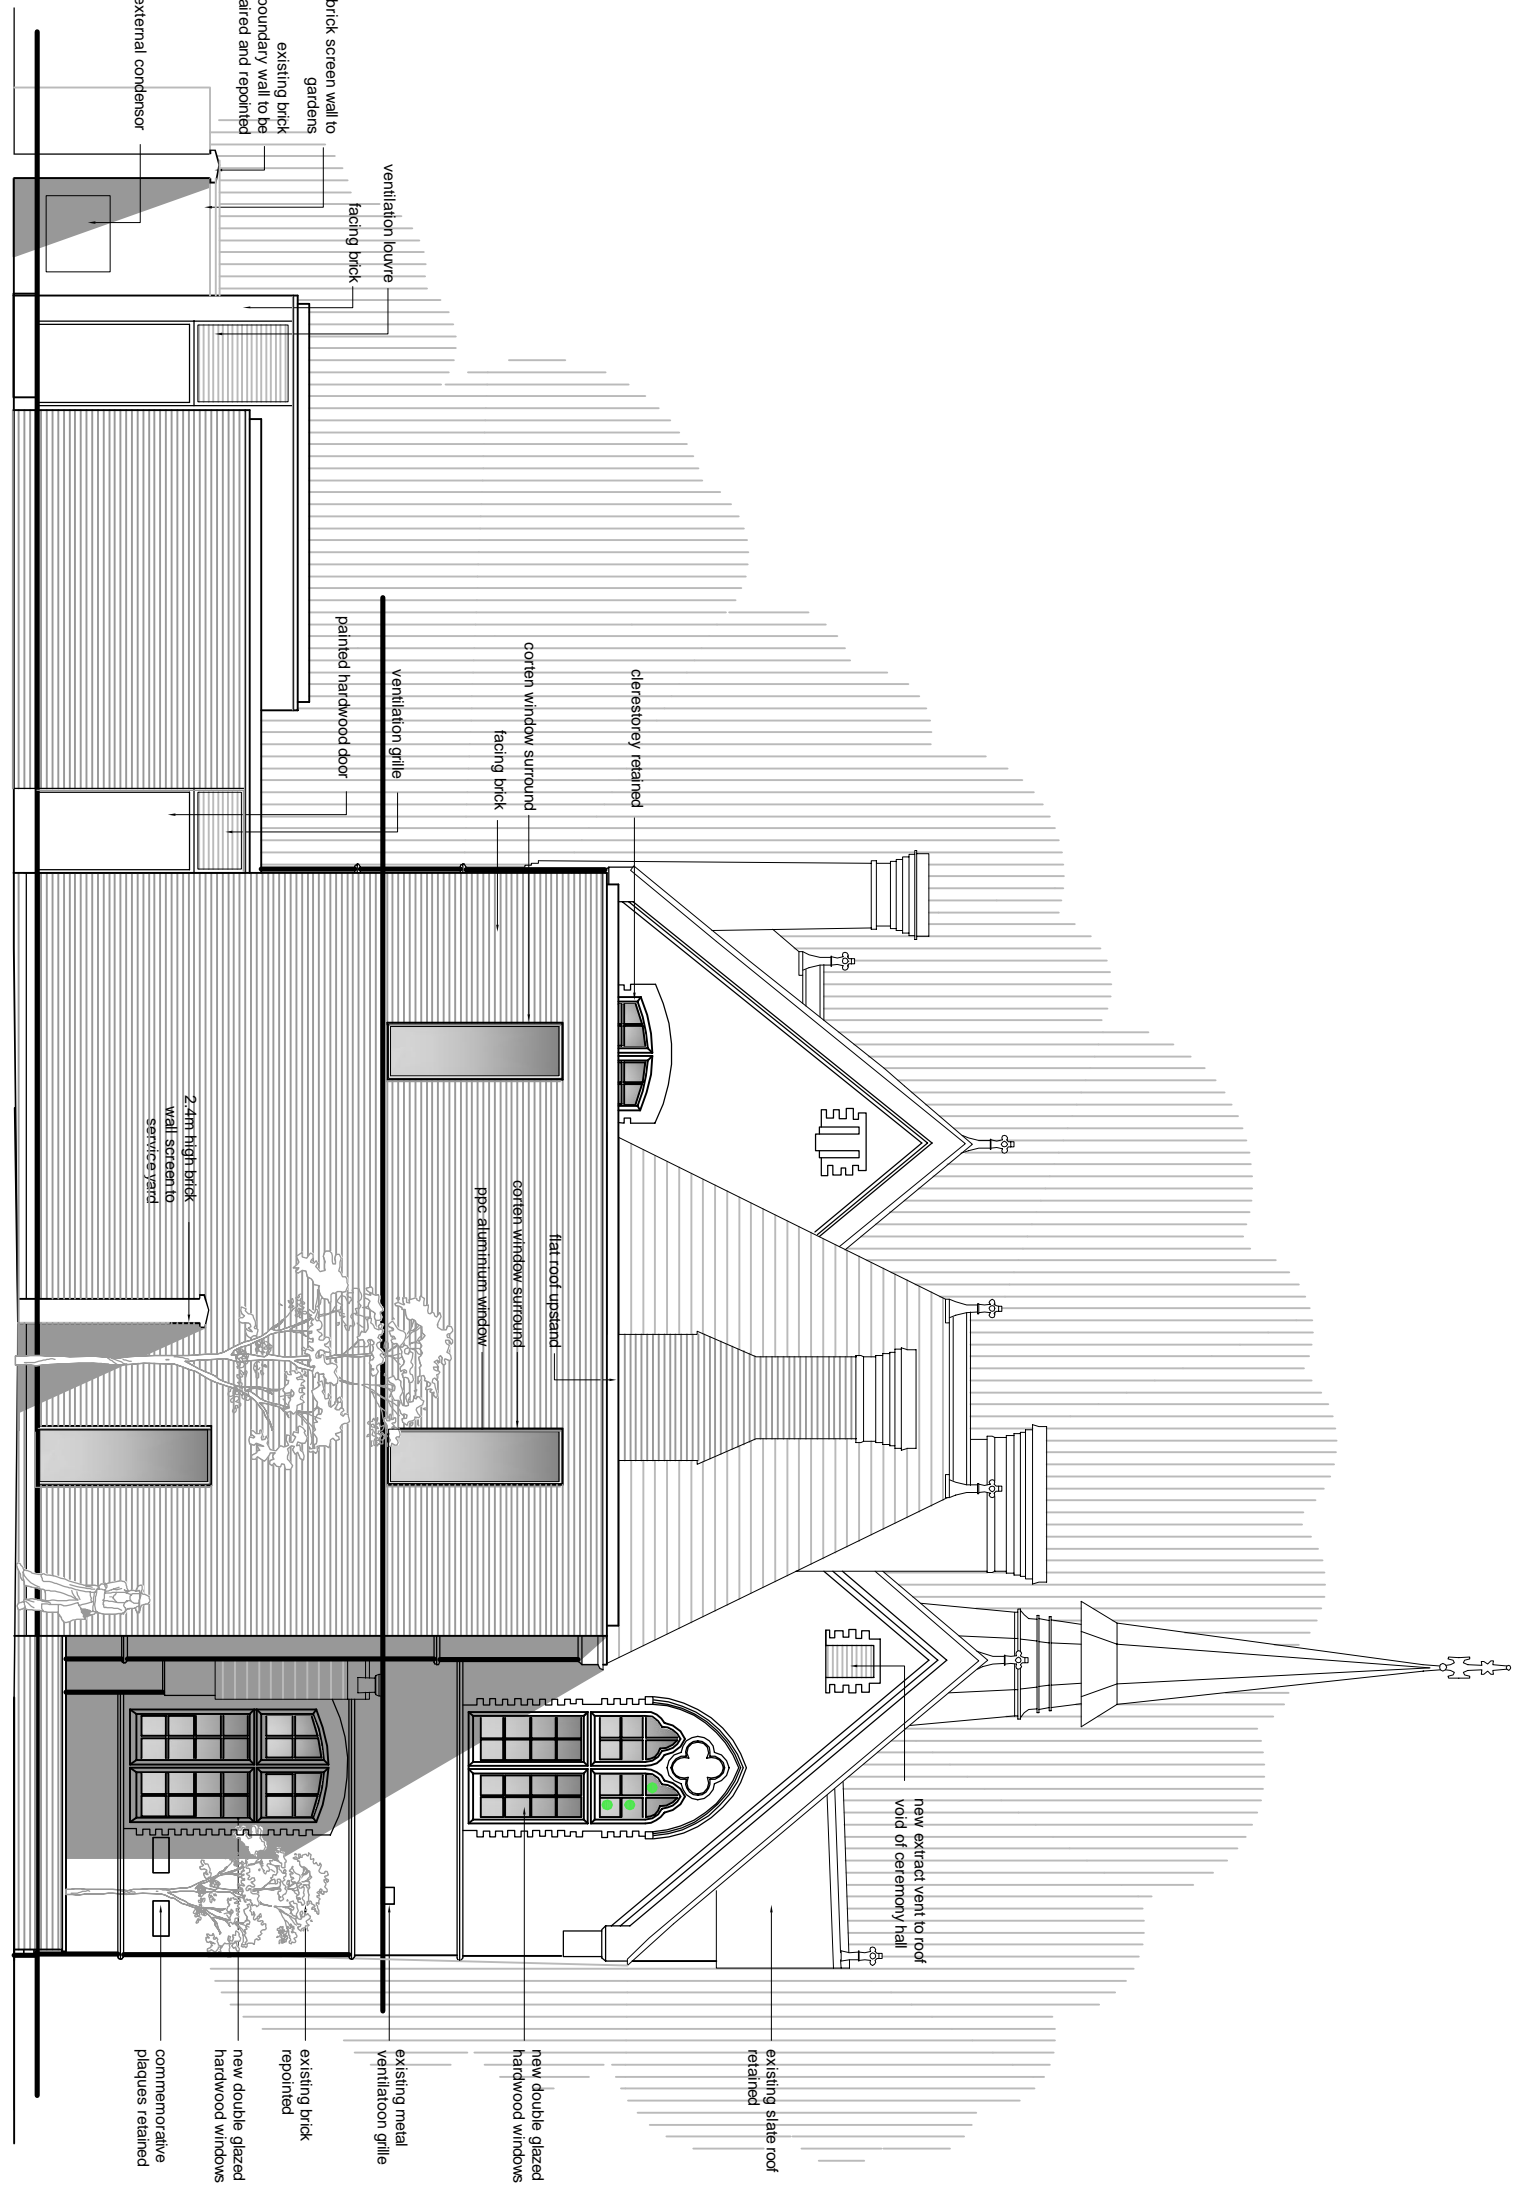 brick screen wall to
gardens
existing brick
boundary wall to be
aired and repointed
external condensor
ventilation louvre
facing brick
painted hardwood door
ventilation grille
facing brick
corten window surround
clerestorey retained
2.4m high brick
wall screen to
service yard
flat roof upstand
corten window surround
ppc aluminium window
new extract vent to roof
void of ceremony hall
existing slate roof
retained
new double glazed
hardwood windows
existing metal
ventilatoon grille
existing brick
repointed
new double glazed
hardwood windows
commemorative
plaques retained